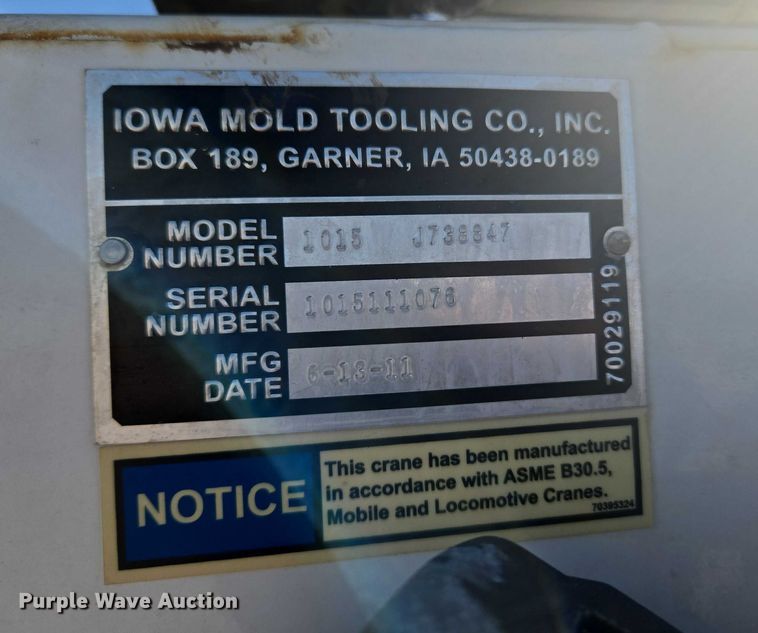 IOWA MOLD TOOLING CO., INC.
BOX 189, GARNER, IA 50438-0189
MODEL NUMBER 1015 J738847
SERIAL NUMBER 1015111076
MFG DATE 6-13-11
70029119
NOTICE
This crane has been manufactured
in accordance with ASME B30.5,
Mobile and Locomotive Cranes.
70395324
Purple Wave Auction